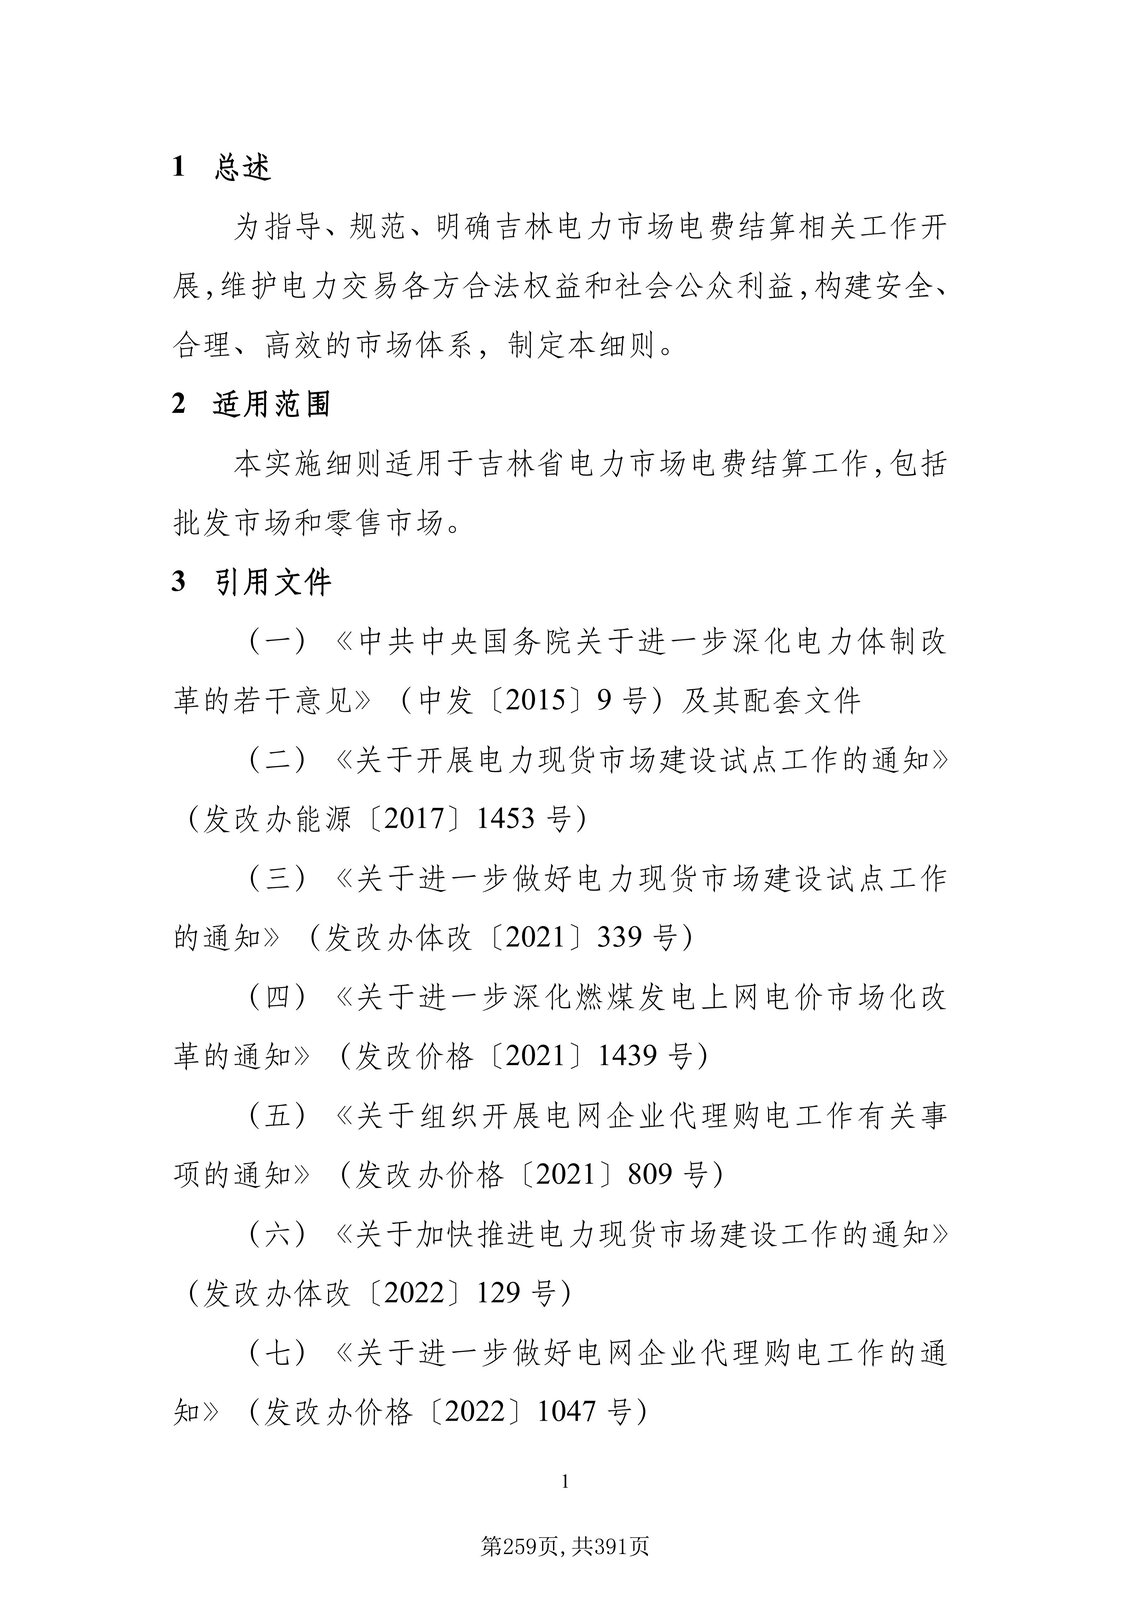 1 总述
为指导、规范、明确吉林电力市场电费结算相关工作开
展,维护电力交易各方合法权益和社会公众利益,构建安全、
合理、高效的市场体系，制定本细则。
2 适用范围
本实施细则适用于吉林省电力市场电费结算工作,包括
批发市场和零售市场。
3 引用文件
（一）《中共中央国务院关于进一步深化电力体制改
革的若干意见》（中发〔2015〕9 号）及其配套文件
（二）《关于开展电力现货市场建设试点工作的通知》
（发改办能源〔2017〕1453 号）
（三）《关于进一步做好电力现货市场建设试点工作
的通知》（发改办体改〔2021〕339 号）
（四）《关于进一步深化燃煤发电上网电价市场化改
革的通知》（发改价格〔2021〕1439 号）
（五）《关于组织开展电网企业代理购电工作有关事
项的通知》（发改办价格〔2021〕809 号）
（六）《关于加快推进电力现货市场建设工作的通知》
（发改办体改〔2022〕129 号）
（七）《关于进一步做好电网企业代理购电工作的通
知》（发改办价格〔2022〕1047 号）
1
第259页,共391页